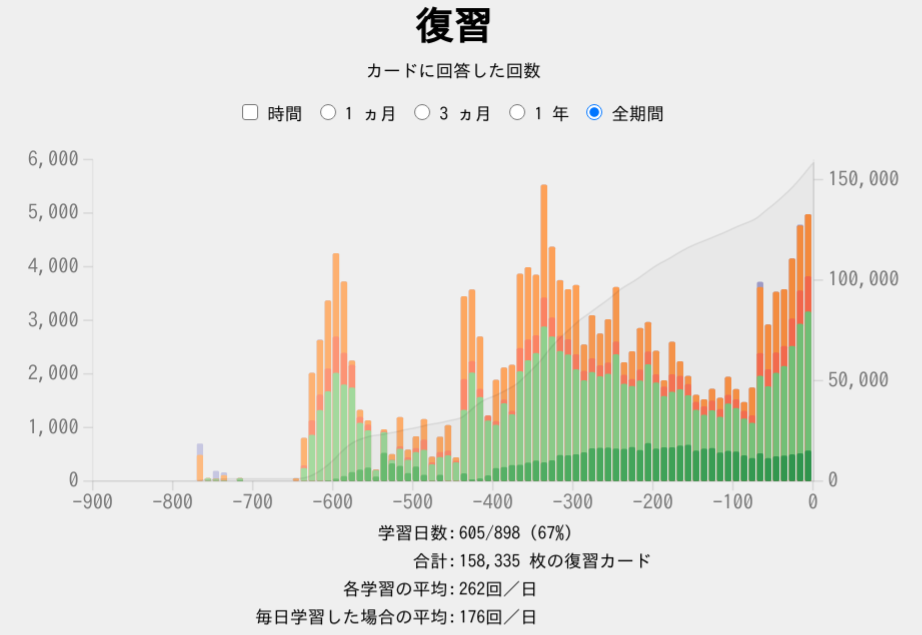 復習
カードに回答した回数
時間 1 ヵ月 3 ヵ月 1 年 全期間
6,000
5,000
4,000
3,000
2,000
1,000
0
150,000
100,000
50,000
0
-900 -800 -700 -600 -500 -400 -300 -200 -100 0
学習日数: 605/898 (67%)
合計: 158,335 枚の復習カード
各学習の平均: 262回／日
毎日学習した場合の平均: 176回／日